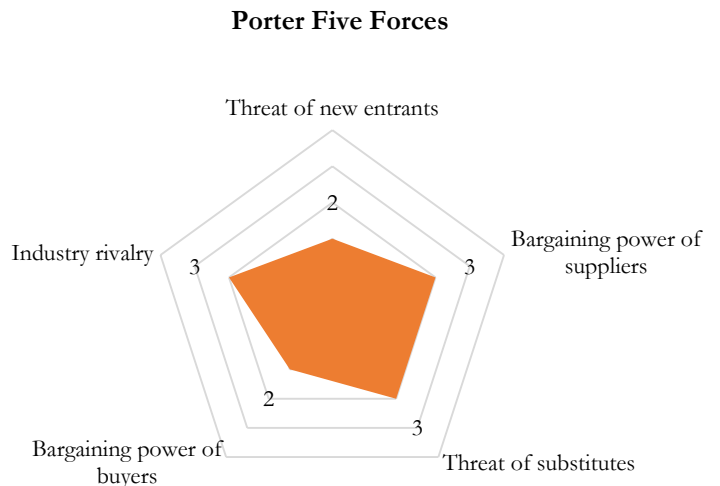 Porter Five Forces
Threat of new entrants
2
Industry rivalry
3
3
Bargaining power of
suppliers
2
3
Bargaining power of
buyers
Threat of substitutes